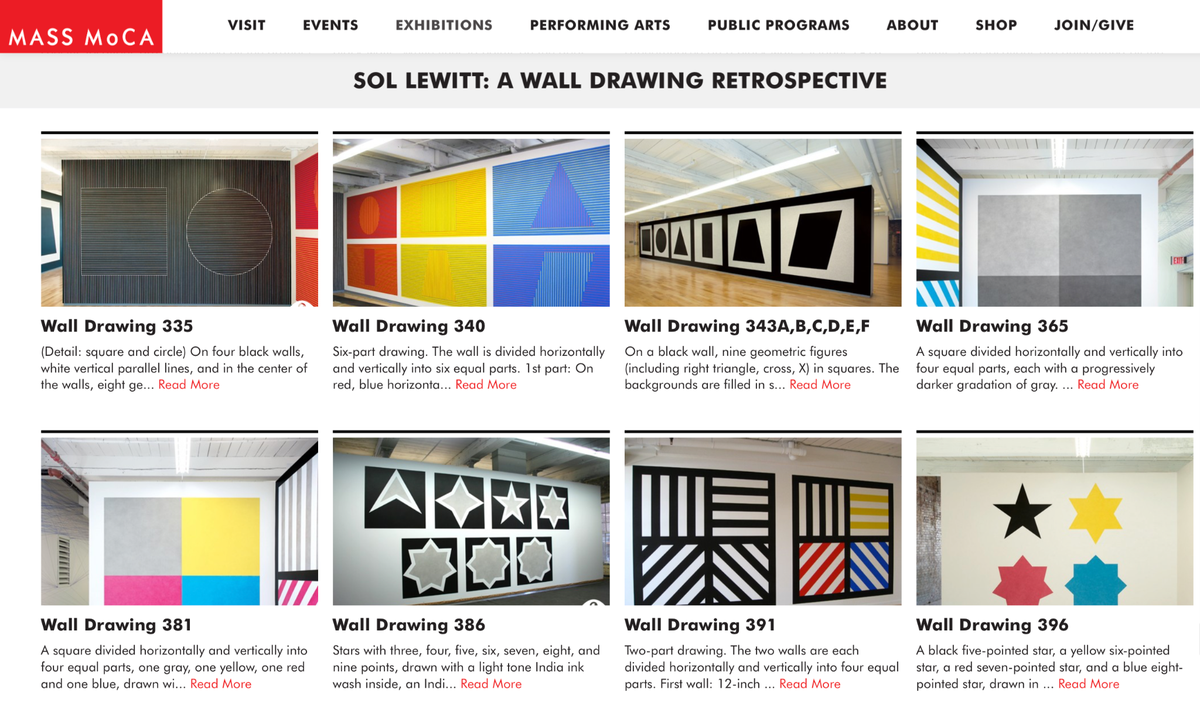 MASS MoCA
VISIT EVENTS EXHIBITIONS PERFORMING ARTS PUBLIC PROGRAMS ABOUT SHOP JOIN/GIVE
SOL LEWITT: A WALL DRAWING RETROSPECTIVE
EXIT
Wall Drawing 335
(Detail: square and circle) On four black walls,
white vertical parallel lines, and in the center of
the walls, eight ge... Read More
Wall Drawing 340
Six-part drawing. The wall is divided horizontally
and vertically into six equal parts. 1st part: On
red, blue horizonta... Read More
Wall Drawing 343A,B,C,D,E,F
On a black wall, nine geometric figures
(including right triangle, cross, X) in squares. The
backgrounds are filled in s... Read More
Wall Drawing 365
A square divided horizontally and vertically into
four equal parts, each with a progressively
darker gradation of gray. ... Read More
Wall Drawing 381
A square divided horizontally and vertically into
four equal parts, one gray, one yellow, one red
and one blue, drawn wi... Read More
Wall Drawing 386
Stars with three, four, five, six, seven, eight, and
nine points, drawn with a light tone India ink
wash inside, an Indi... Read More
Wall Drawing 391
Two-part drawing. The two walls are each
divided horizontally and vertically into four equal
parts. First wall: 12-inch ... Read More
Wall Drawing 396
A black five-pointed star, a yellow six-pointed
star, a red seven-pointed star, and a blue eight-
pointed star, drawn in ... Read More